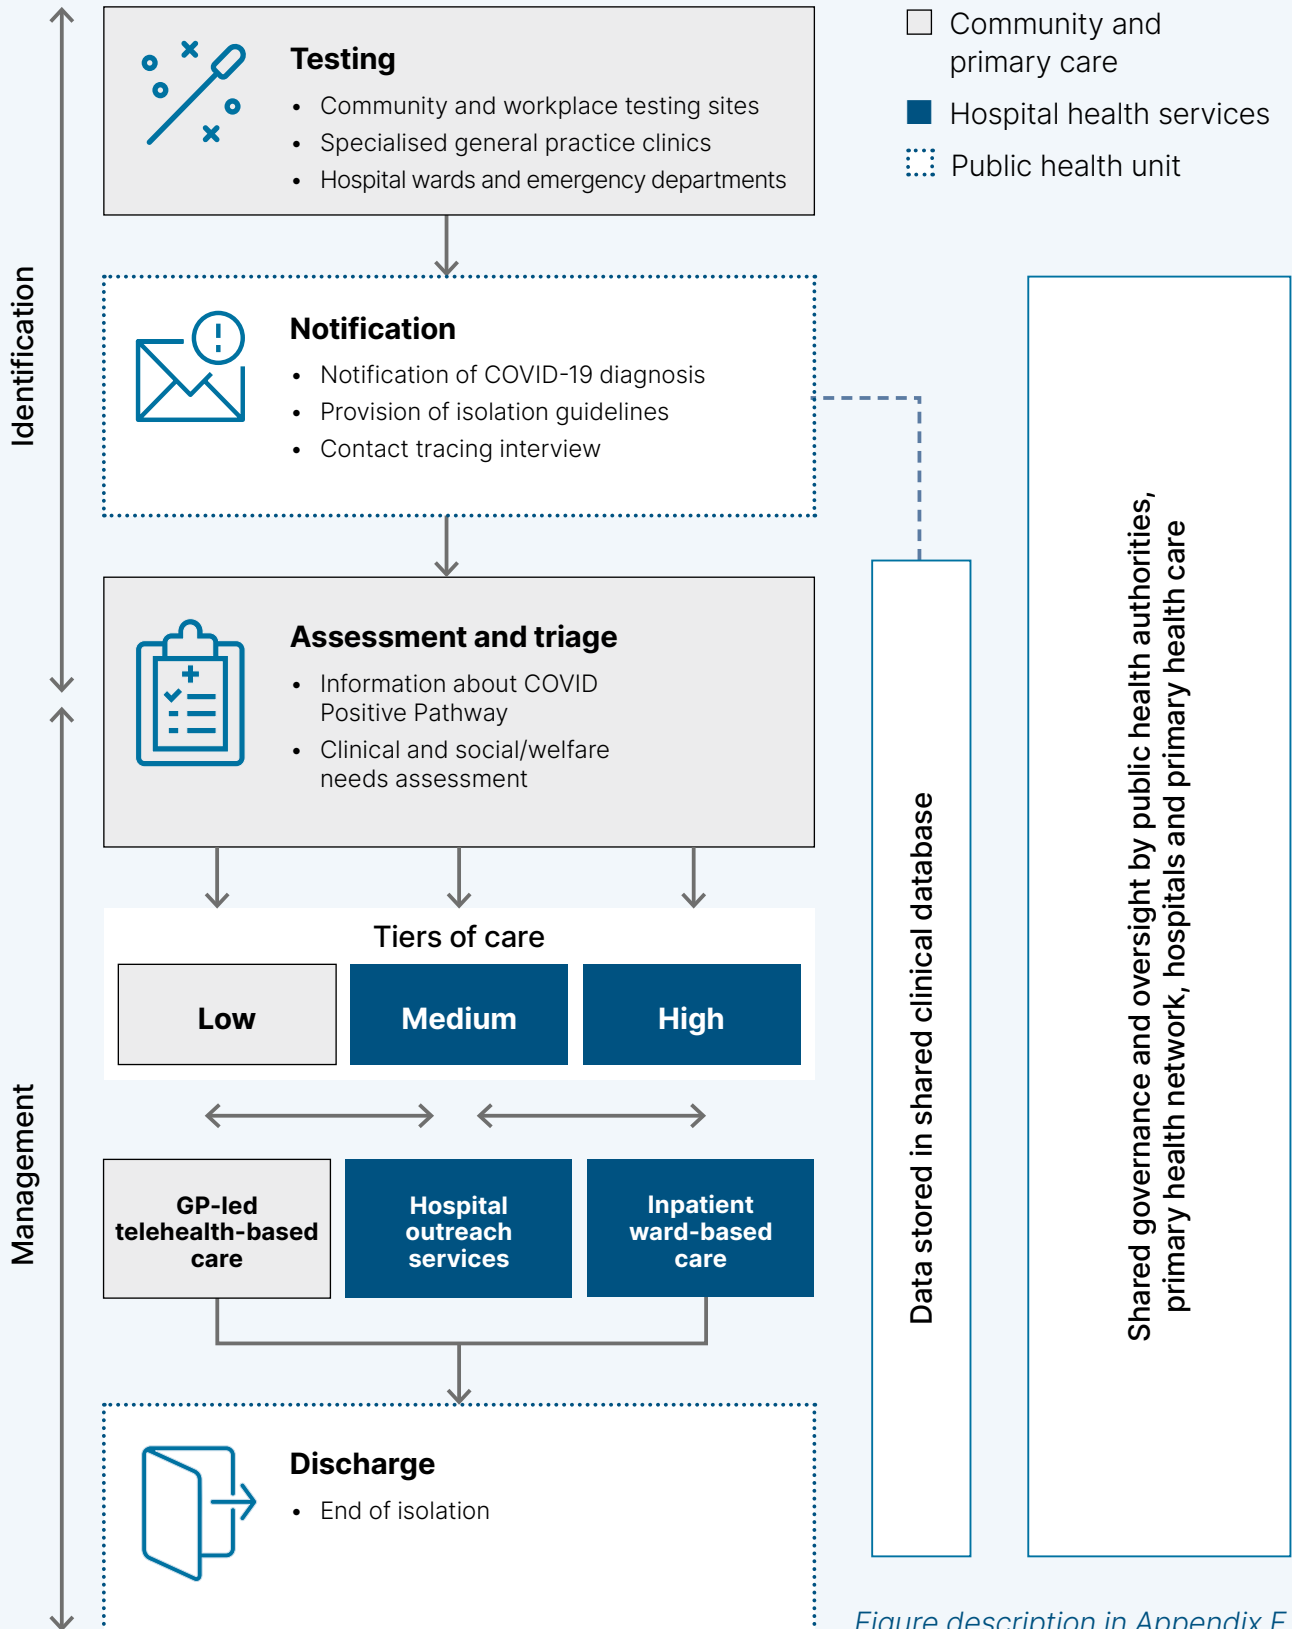 Testing
• Community and workplace testing sites
• Specialised general practice clinics
• Hospital wards and emergency departments
Community and
primary care
Hospital health services
Public health unit
Identification
Notification
• Notification of COVID-19 diagnosis
• Provision of isolation guidelines
• Contact tracing interview
Assessment and triage
• Information about COVID
Positive Pathway
• Clinical and social/welfare
needs assessment
Management
Tiers of care
Low
Medium
High
GP-led
telehealth-based
care
Hospital
outreach
services
Inpatient
ward-based
care
Discharge
• End of isolation
Data stored in shared clinical database
Shared governance and oversight by public health authorities,
primary health network, hospitals and primary health care
Figure description in Appendix F